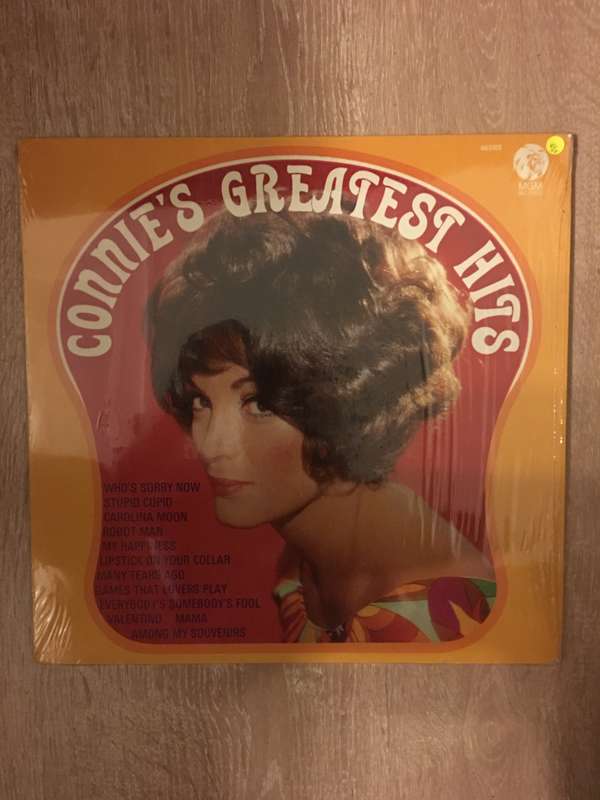 CONNIE'S GREATEST HITS
MGM
WHO'S SORRY NOW
STUPID CUPID
CAROLINA MOON
ROBOT MAN
MY HAPPINESS
LIPSTICK ON YOUR COLLAR
MANY TEARS AGO
GAMES THAT LOVERS PLAY
EVERYBODY'S SOMEBODY'S FOOL
VALENTINO MAMA
AMONG MY SOUVENIRS